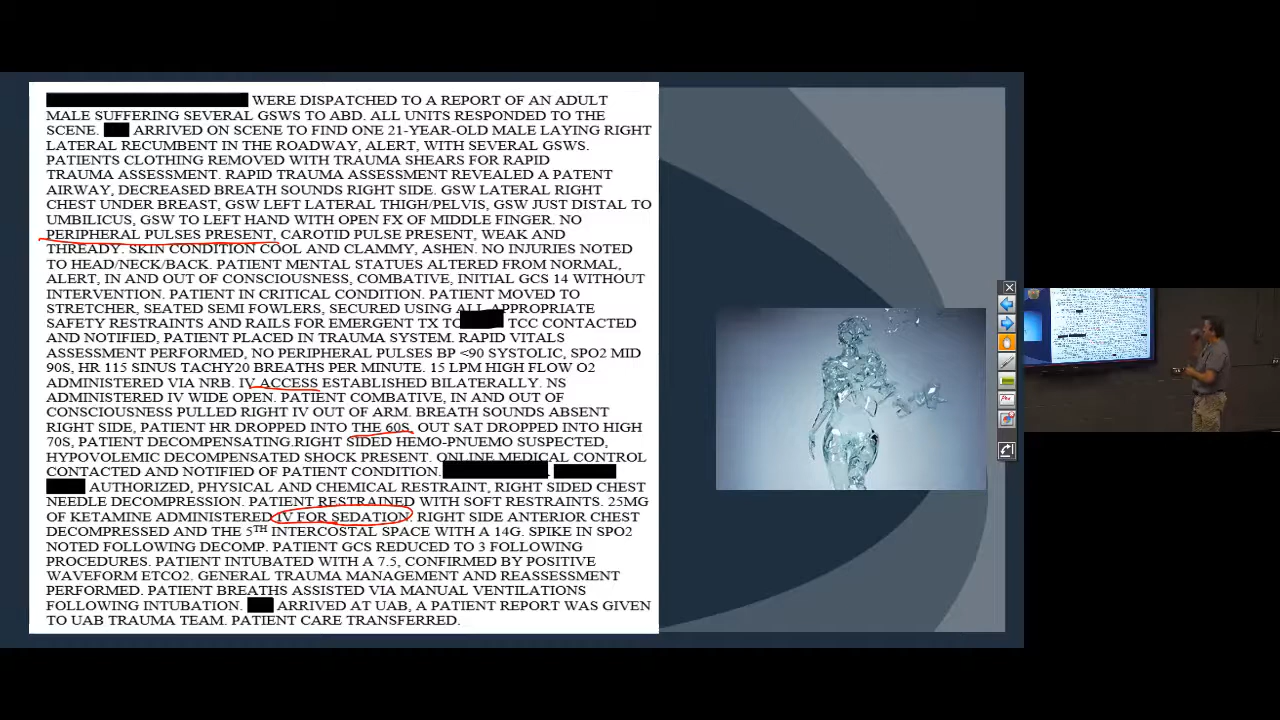 WERE DISPATCHED TO A REPORT OF AN ADULT
MALE SUFFERING SEVERAL GSWS TO ABD. ALL UNITS RESPONDED TO THE
SCENE. ARRIVED ON SCENE TO FIND ONE 21-YEAR-OLD MALE LAYING RIGHT
LATERAL RECUMBENT IN THE ROADWAY, ALERT, WITH SEVERAL GSWS.
PATIENTS CLOTHING REMOVED WITH TRAUMA SHEARS FOR RAPID
TRAUMA ASSESSMENT. RAPID TRAUMA ASSESSMENT REVEALED A PATENT
AIRWAY, DECREASED BREATH SOUNDS RIGHT SIDE. GSW LATERAL RIGHT
CHEST UNDER BREAST, GSW LEFT LATERAL THIGH/PELVIS, GSW JUST DISTAL TO
UMBILICUS, GSW TO LEFT HAND WITH OPEN FX OF MIDDLE FINGER. NO
PERIPHERAL PULSES PRESENT, CAROTID PULSE PRESENT, WEAK AND
THREADY. SKIN CONDITION COOL AND CLAMMY, ASHEN. NO INJURIES NOTED
TO HEAD/NECK/BACK. PATIENT MENTAL STATUES ALTERED FROM NORMAL,
ALERT, IN AND OUT OF CONSCIOUSNESS, COMBATIVE, INITIAL GCS 14 WITHOUT
INTERVENTION. PATIENT IN CRITICAL CONDITION. PATIENT MOVED TO
STRETCHER, SEATED SEMI FOWLERS, SECURED USING ALL APPROPRIATE
SAFETY RESTRAINTS AND RAILS FOR EMERGENT TX TO TCC CONTACTED
AND NOTIFIED, PATIENT PLACED IN TRAUMA SYSTEM. RAPID VITALS
ASSESSMENT PERFORMED, NO PERIPHERAL PULSES BP <90 SYSTOLIC, SPO2 MID
90S, HR 115 SINUS TACHY20 BREATHS PER MINUTE. 15 LPM HIGH FLOW O2
ADMINISTERED VIA NRB. IV ACCESS ESTABLISHED BILATERALLY. NS
ADMINISTERED IV WIDE OPEN. PATIENT COMBATIVE, IN AND OUT OF
CONSCIOUSNESS PULLED RIGHT IV OUT OF ARM. BREATH SOUNDS ABSENT
RIGHT SIDE, PATIENT HR DROPPED INTO THE 60S, OUT SAT DROPPED INTO HIGH
70S, PATIENT DECOMPENSATING.RIGHT SIDED HEMO-PNUEMO SUSPECTED,
HYPOVOLEMIC DECOMPENSATED SHOCK PRESENT. ONLINE MEDICAL CONTROL
CONTACTED AND NOTIFIED OF PATIENT CONDITION.
AUTHORIZED, PHYSICAL AND CHEMICAL RESTRAINT, RIGHT SIDED CHEST
NEEDLE DECOMPRESSION. PATIENT RESTRAINED WITH SOFT RESTRAINTS. 25MG
OF KETAMINE ADMINISTERED IV FOR SEDATION. RIGHT SIDE ANTERIOR CHEST
DECOMPRESSED AND THE 5TH INTERCOSTAL SPACE WITH A 14G. SPIKE IN SPO2
NOTED FOLLOWING DECOMP. PATIENT GCS REDUCED TO 3 FOLLOWING
PROCEDURES. PATIENT INTUBATED WITH A 7.5, CONFIRMED BY POSITIVE
WAVEFORM ETCO2. GENERAL TRAUMA MANAGEMENT AND REASSESSMENT
PERFORMED. PATIENT BREATHS ASSISTED VIA MANUAL VENTILATIONS
FOLLOWING INTUBATION. ARRIVED AT UAB, A PATIENT REPORT WAS GIVEN
TO UAB TRAUMA TEAM. PATIENT CARE TRANSFERRED.